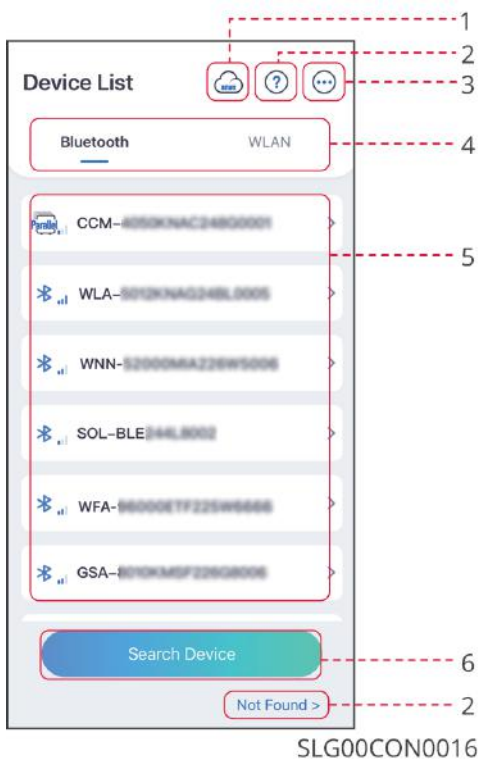 1
2
Device List
?
3
Bluetooth WLAN
4
Parallel
CCM-
5
WLA-
WNN-
SOL-BLE
WFA-
GSA-
Search Device
6
Not Found >
2
SLG00CON0016